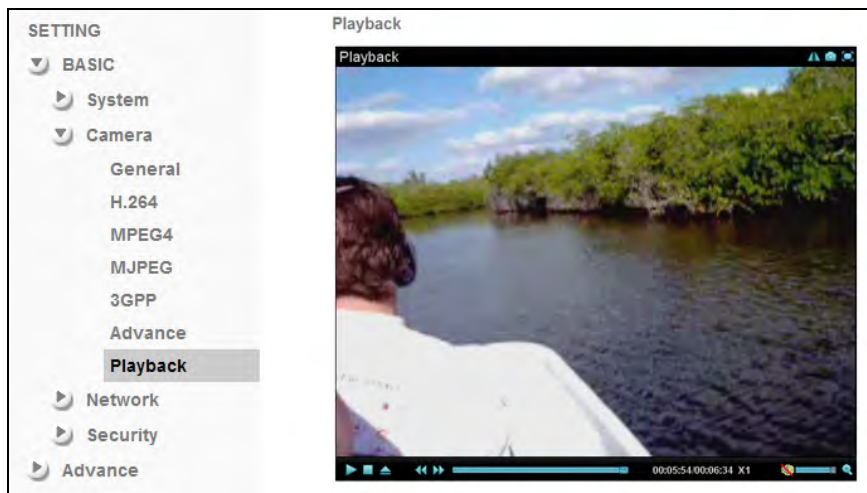 SETTING
BASIC
System
Camera
General
H.264
MPEG4
MJPEG
3GPP
Advance
Playback
Network
Security
Advance
Playback
Playback
00:05:54/00:06:34 X1